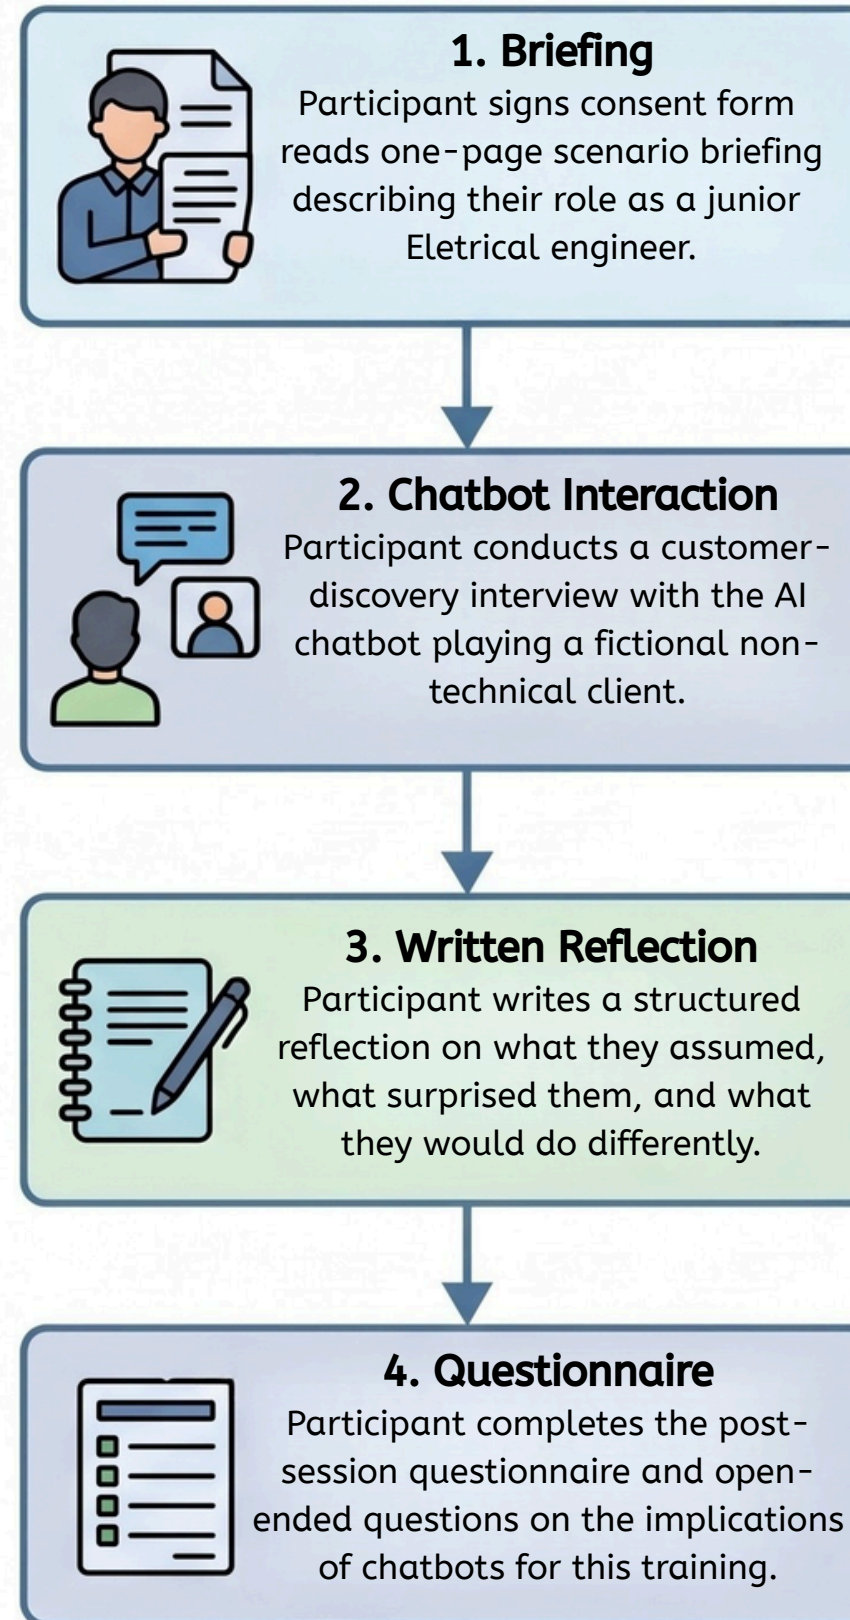 1. Briefing
Participant signs consent form
reads one-page scenario briefing
describing their role as a junior
Eletrical engineer.
2. Chatbot Interaction
Participant conducts a customer-
discovery interview with the AI
chatbot playing a fictional non-
technical client.
3. Written Reflection
Participant writes a structured
reflection on what they assumed,
what surprised them, and what
they would do differently.
4. Questionnaire
Participant completes the post-
session questionnaire and open-
ended questions on the implications
of chatbots for this training.